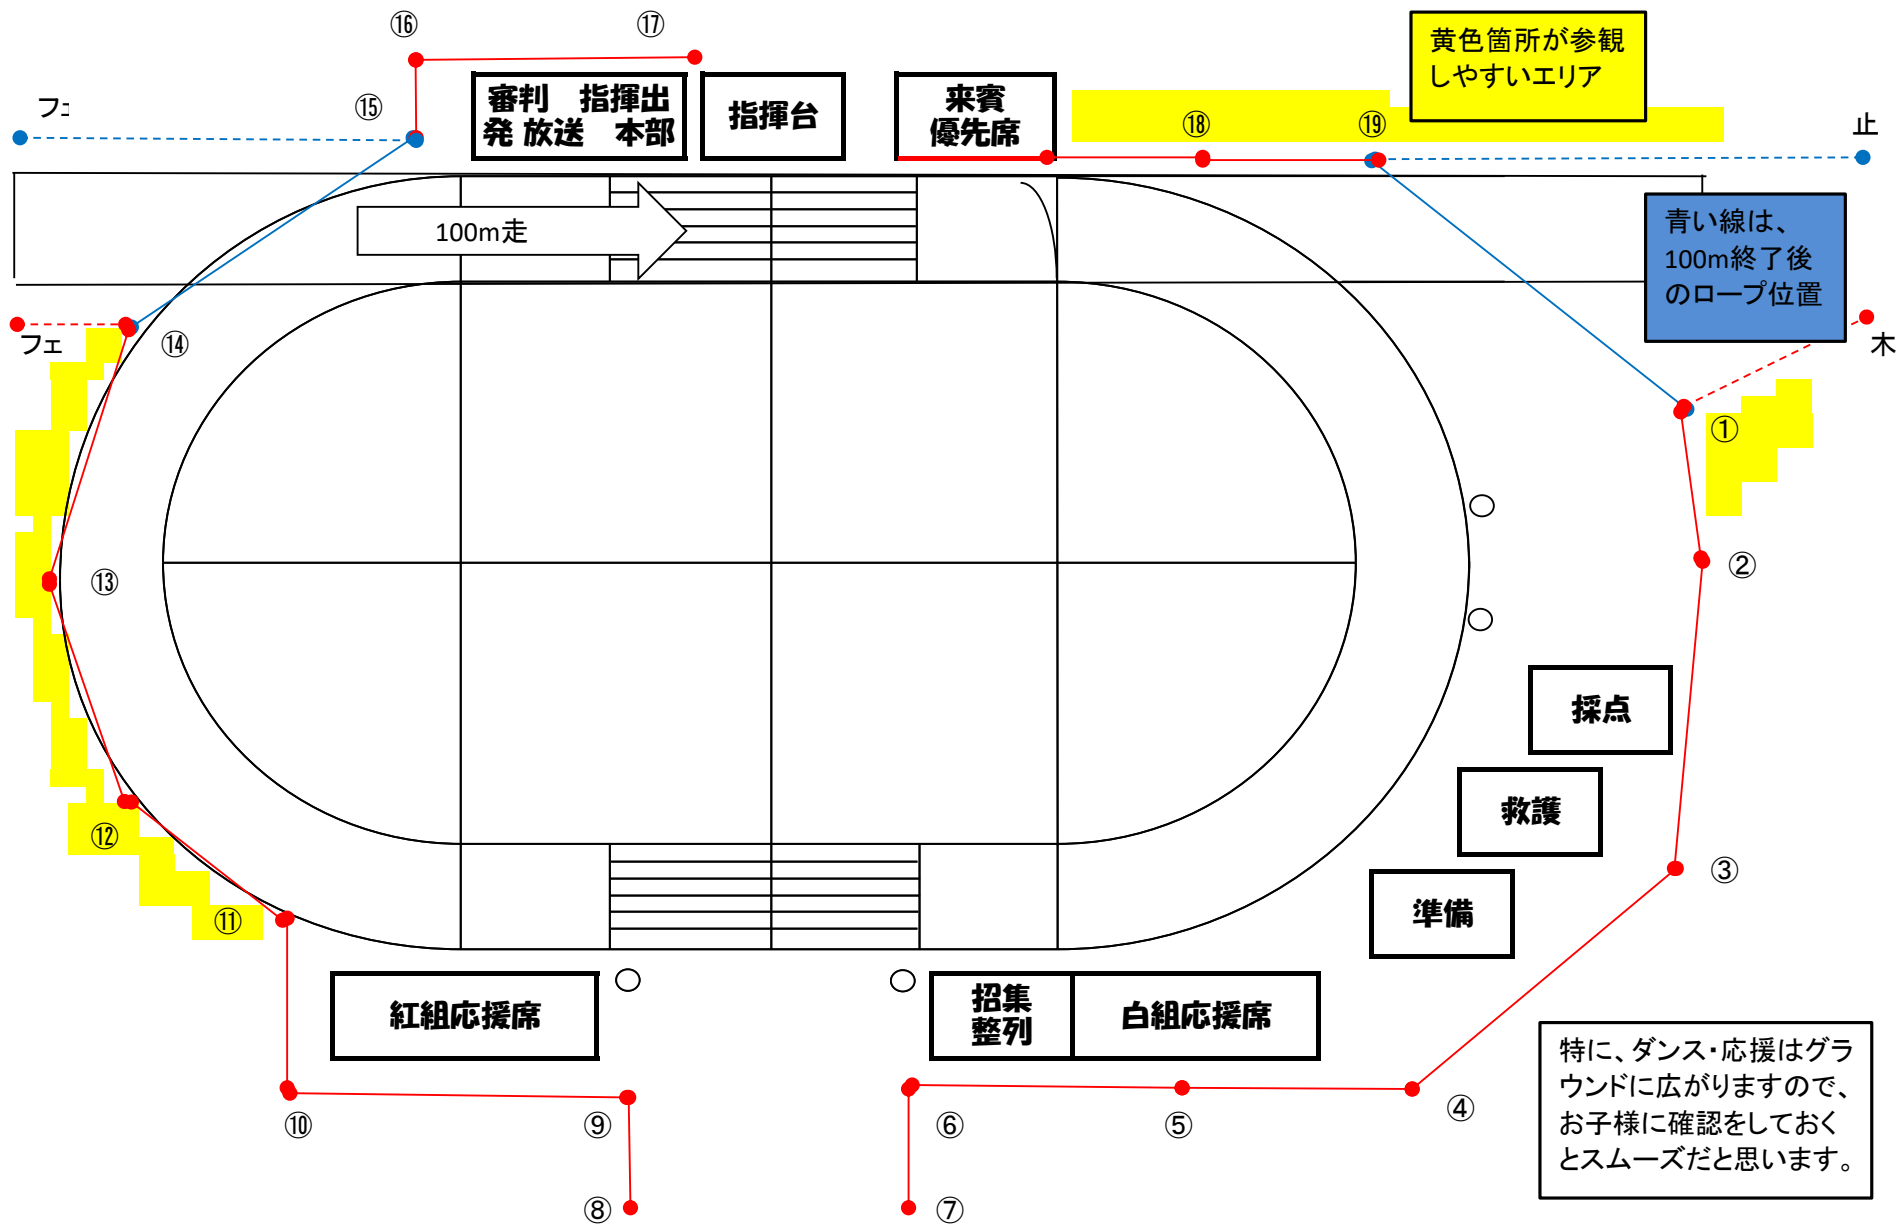 ⑯
⑰
黄色箇所が参観
しやすいエリア
フェ
⑮
審判　指揮出
発 放送　本部
指揮台
来賓
優先席
⑱
⑲
止
100m走
青い線は、
100m終了後
のロープ位置
フェ
⑭
木
①
②
⑬
採点
救護
⑫
③
⑪
準備
紅組応援席
招集
整列
白組応援席
特に、ダンス・応援はグラ
ウンドに広がりますので、
お子様に確認をしておく
とスムーズだと思います。
⑩
⑨
⑥
⑤
④
⑧
⑦